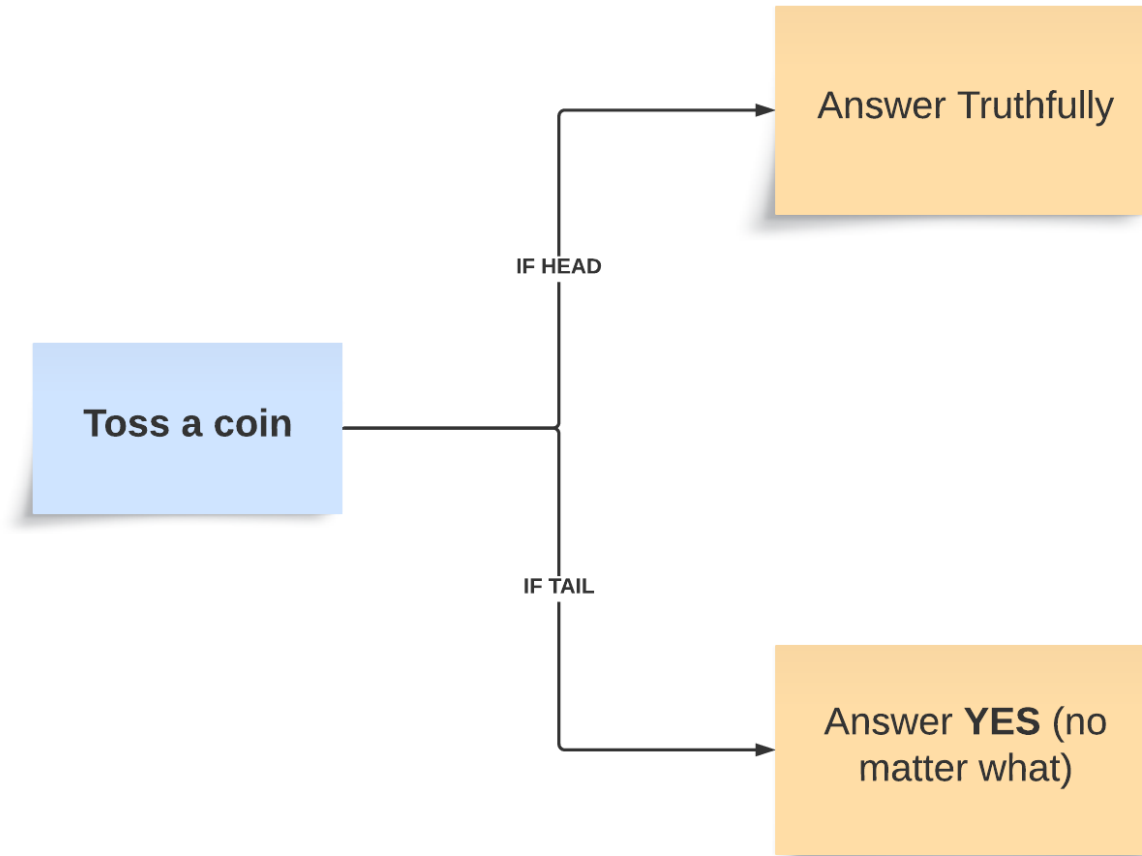 Answer Truthfully
IF HEAD
Toss a coin
IF TAIL
Answer YES (no
matter what)